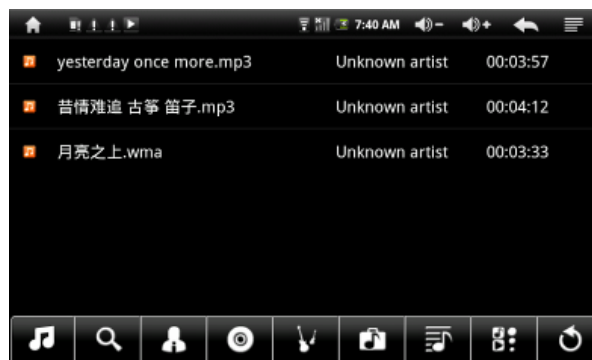 7:40 AM
yesterday once more.mp3 Unknown artist 00:03:57
昔情难追 古筝 笛子.mp3 Unknown artist 00:04:12
月亮之上.wma Unknown artist 00:03:33